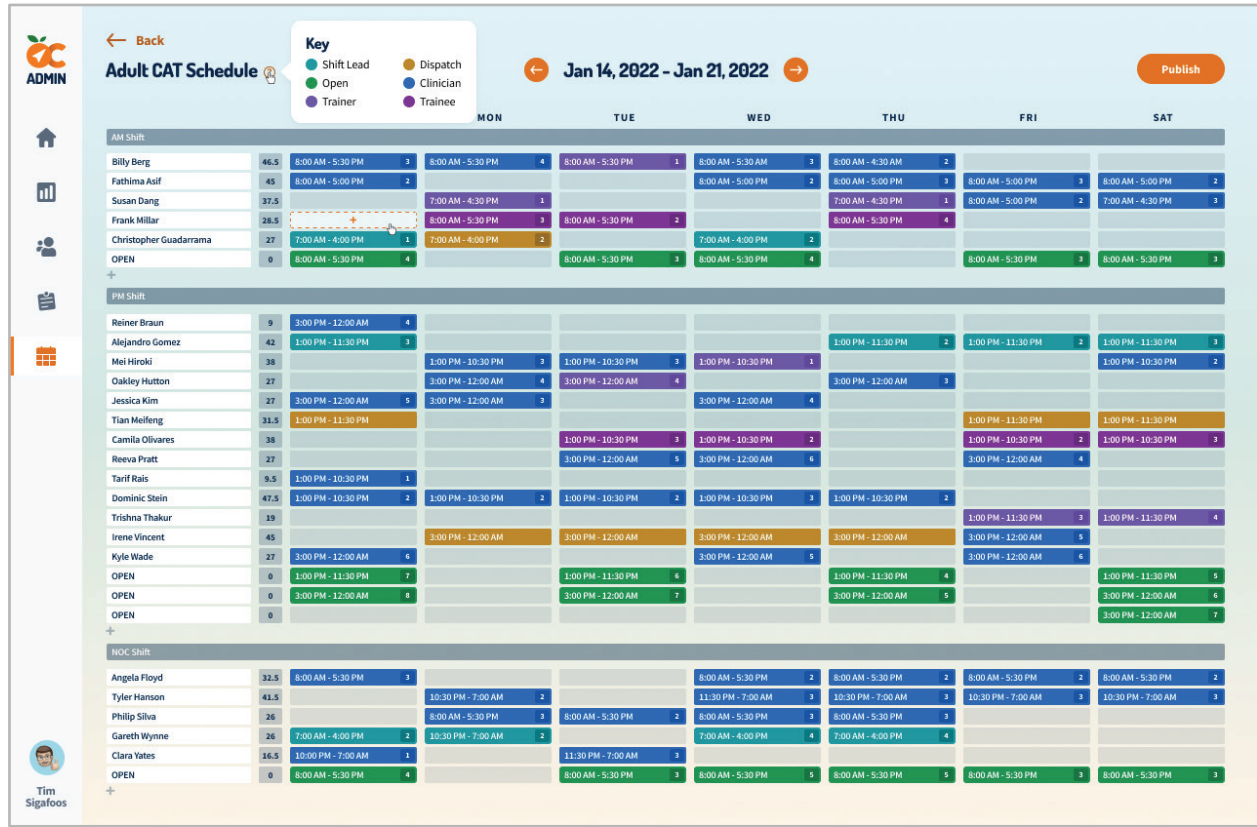 ADMIN
Back
Adult CAT Schedule
Key
Shift Lead Dispatch
Open Clinician
Trainer Trainee
Jan 14, 2022 – Jan 21, 2022
Publish
MON TUE WED THU FRI SAT
AM Shift
Billy Berg 46.5 8:00 AM - 5:30 PM 3 8:00 AM - 5:30 PM 4 8:00 AM - 5:30 PM 1 8:00 AM - 5:30 AM 3 8:00 AM - 4:30 AM 2
Fathima Asif 45 8:00 AM - 5:00 PM 2 8:00 AM - 5:00 PM 2 8:00 AM - 5:00 PM 3 8:00 AM - 5:00 PM 3 8:00 AM - 5:00 PM 2
Susan Dang 37.5 7:00 AM - 4:30 PM 1 7:00 AM - 4:30 PM 1 8:00 AM - 5:00 PM 2 7:00 AM - 4:30 PM 3
Frank Millar 28.5 + 8:00 AM - 5:30 PM 3 8:00 AM - 5:30 PM 2 8:00 AM - 5:30 PM 4
Christopher Guadarrama 27 7:00 AM - 4:00 PM 1 7:00 AM - 4:00 PM 2 7:00 AM - 4:00 PM 2
OPEN 0 8:00 AM - 5:30 PM 4 8:00 AM - 5:30 PM 3 8:00 AM - 5:30 PM 4 8:00 AM - 5:30 PM 3 8:00 AM - 5:30 PM 3
+
PM Shift
Reiner Braun 9 3:00 PM - 12:00 AM 4
Alejandro Gomez 42 1:00 PM - 11:30 PM 3 1:00 PM - 11:30 PM 2 1:00 PM - 11:30 PM 2 1:00 PM - 11:30 PM 3
Mei Hiroki 38 1:00 PM - 10:30 PM 3 1:00 PM - 10:30 PM 3 1:00 PM - 10:30 PM 1 1:00 PM - 10:30 PM 2
Oakley Hutton 27 3:00 PM - 12:00 AM 4 3:00 PM - 12:00 AM 4 3:00 PM - 12:00 AM 3
Jessica Kim 27 3:00 PM - 12:00 AM 5 3:00 PM - 12:00 AM 3 3:00 PM - 12:00 AM 4
Tian Meifeng 31.5 1:00 PM - 11:30 PM 1:00 PM - 11:30 PM 1:00 PM - 11:30 PM
Camila Olivares 38 1:00 PM - 10:30 PM 3 1:00 PM - 10:30 PM 2 1:00 PM - 10:30 PM 2 1:00 PM - 10:30 PM 3
Reeva Pratt 27 3:00 PM - 12:00 AM 5 3:00 PM - 12:00 AM 6 3:00 PM - 12:00 AM 4
Tarif Rais 9.5 1:00 PM - 10:30 PM 1
Dominic Stein 47.5 1:00 PM - 10:30 PM 2 1:00 PM - 10:30 PM 2 1:00 PM - 10:30 PM 2 1:00 PM - 10:30 PM 3 1:00 PM - 10:30 PM 2
Trishna Thakur 19 1:00 PM - 11:30 PM 3 1:00 PM - 11:30 PM 4
Irene Vincent 45 3:00 PM - 12:00 AM 3:00 PM - 12:00 AM 3:00 PM - 12:00 AM 3:00 PM - 12:00 AM 3:00 PM - 12:00 AM 5
Kyle Wade 27 3:00 PM - 12:00 AM 6 3:00 PM - 12:00 AM 5 3:00 PM - 12:00 AM 6
OPEN 0 1:00 PM - 11:30 PM 7 1:00 PM - 11:30 PM 6 1:00 PM - 11:30 PM 4 1:00 PM - 11:30 PM 5
OPEN 0 3:00 PM - 12:00 AM 8 3:00 PM - 12:00 AM 7 3:00 PM - 12:00 AM 5 3:00 PM - 12:00 AM 6
OPEN 0 3:00 PM - 12:00 AM 7
+
NOC Shift
Angela Floyd 32.5 8:00 AM - 5:30 PM 3 8:00 AM - 5:30 PM 2 8:00 AM - 5:30 PM 2 8:00 AM - 5:30 PM 2 8:00 AM - 5:30 PM 2
Tyler Hanson 41.5 10:30 PM - 7:00 AM 2 11:30 PM - 7:00 AM 3 10:30 PM - 7:00 AM 3 10:30 PM - 7:00 AM 3 10:30 PM - 7:00 AM 3
Philip Silva 26 8:00 AM - 5:30 PM 3 8:00 AM - 5:30 PM 2 8:00 AM - 5:30 PM 3 8:00 AM - 5:30 PM 3
Gareth Wynne 26 7:00 AM - 4:00 PM 2 10:30 PM - 7:00 AM 2 7:00 AM - 4:00 PM 4 7:00 AM - 4:00 PM 4
Clara Yates 16.5 10:00 PM - 7:00 AM 1 11:30 PM - 7:00 AM 3
OPEN 0 8:00 AM - 5:30 PM 4 8:00 AM - 5:30 PM 3 8:00 AM - 5:30 PM 5 8:00 AM - 5:30 PM 5 8:00 AM - 5:30 PM 3 8:00 AM - 5:30 PM 3
+
Tim
Sigafoos